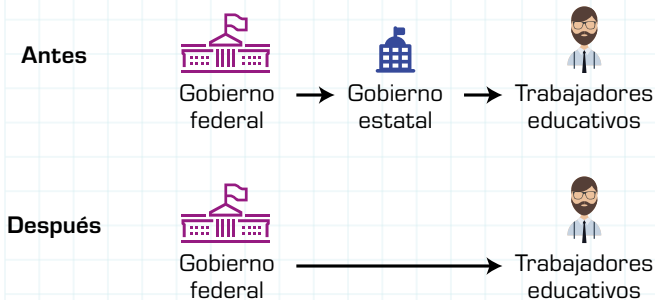 Antes
Gobierno
federal
Gobierno
estatal
Trabajadores
educativos
Después
Gobierno
federal
Trabajadores
educativos